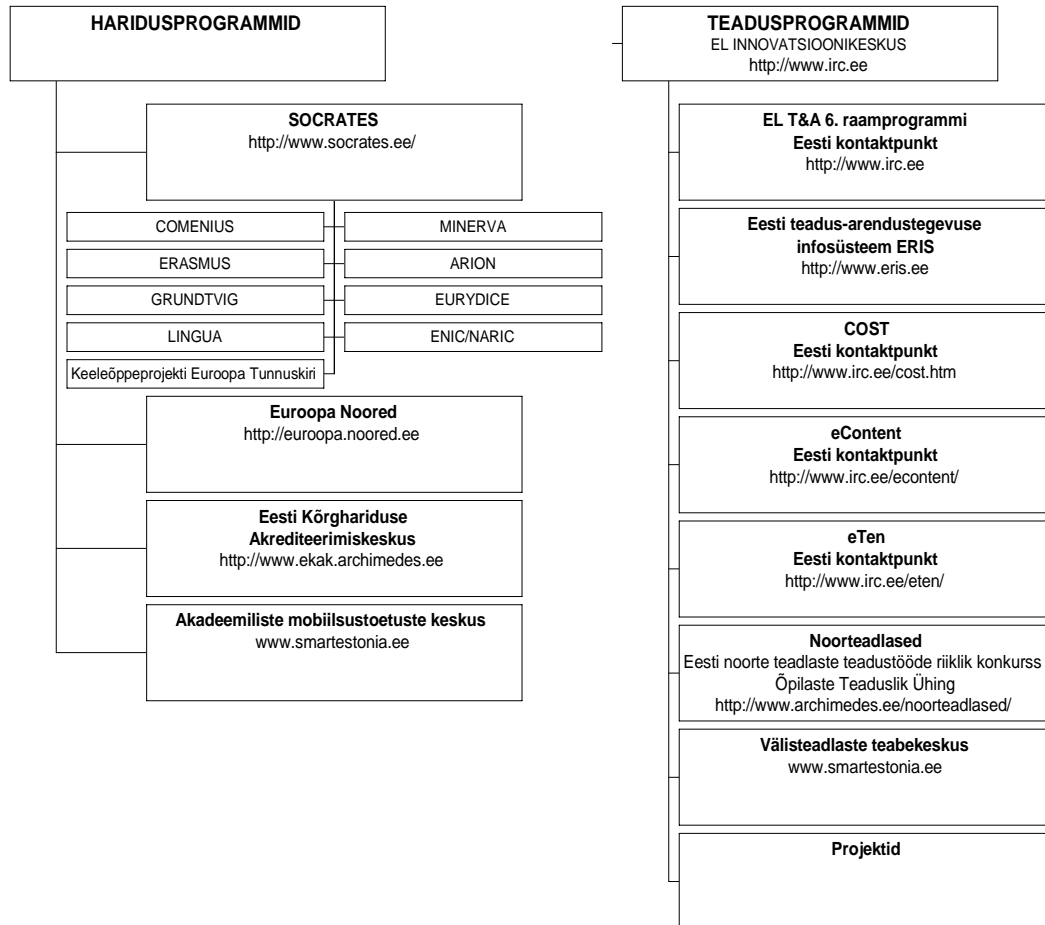 HARIDUSPROGRAMMID
SOCRATES
http://www.socrates.ee/
COMENIUS
MINERVA
ERASMUS
ARION
GRUNDTVIG
EURYDICE
LINGUA
ENIC/NARIC
Keeleõppeprojekti Euroopa Tunnuskiri
Euroopa Noored
http://euroopa.noored.ee
Eesti Kõrghariduse
Akrediteerimiskeskus
http://www.ekak.archimedes.ee
Akadeemiliste mobiilsustoetuste keskus
www.smartestonia.ee
TEADUSPROGRAMMID
EL INNOVATSIOONIKESKUS
http://www.irc.ee
EL T&A 6. raamprogrammi
Eesti kontaktpunkt
http://www.irc.ee
Eesti teadus-arendustegevuse
infosüsteem ERIS
http://www.eris.ee
COST
Eesti kontaktpunkt
http://www.irc.ee/cost.htm
eContent
Eesti kontaktpunkt
http://www.irc.ee/econtent/
eTen
Eesti kontaktpunkt
http://www.irc.ee/eten/
Noorteadlased
Eesti noorte teadlaste teadustööde riiklik konkurss
Õpilaste Teaduslik Ühing
http://www.archimedes.ee/noorteadlased/
Välisteadlaste teabekeskus
www.smartestonia.ee
Projektid